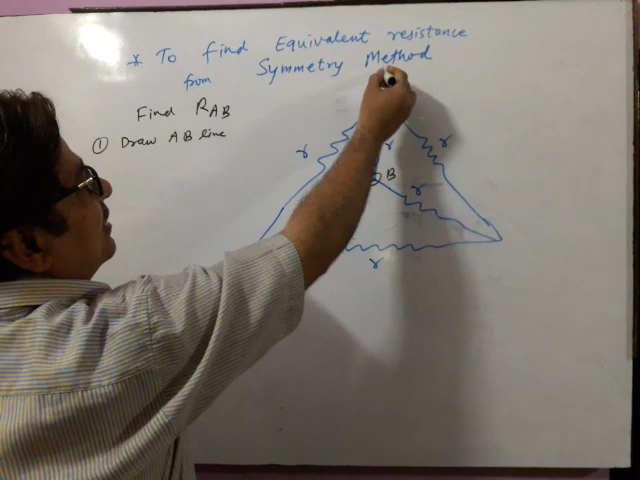 * To find Equivalent resistance
from Symmetry Method
Find RAB
① Draw AB line
r
r
r
B
r
r